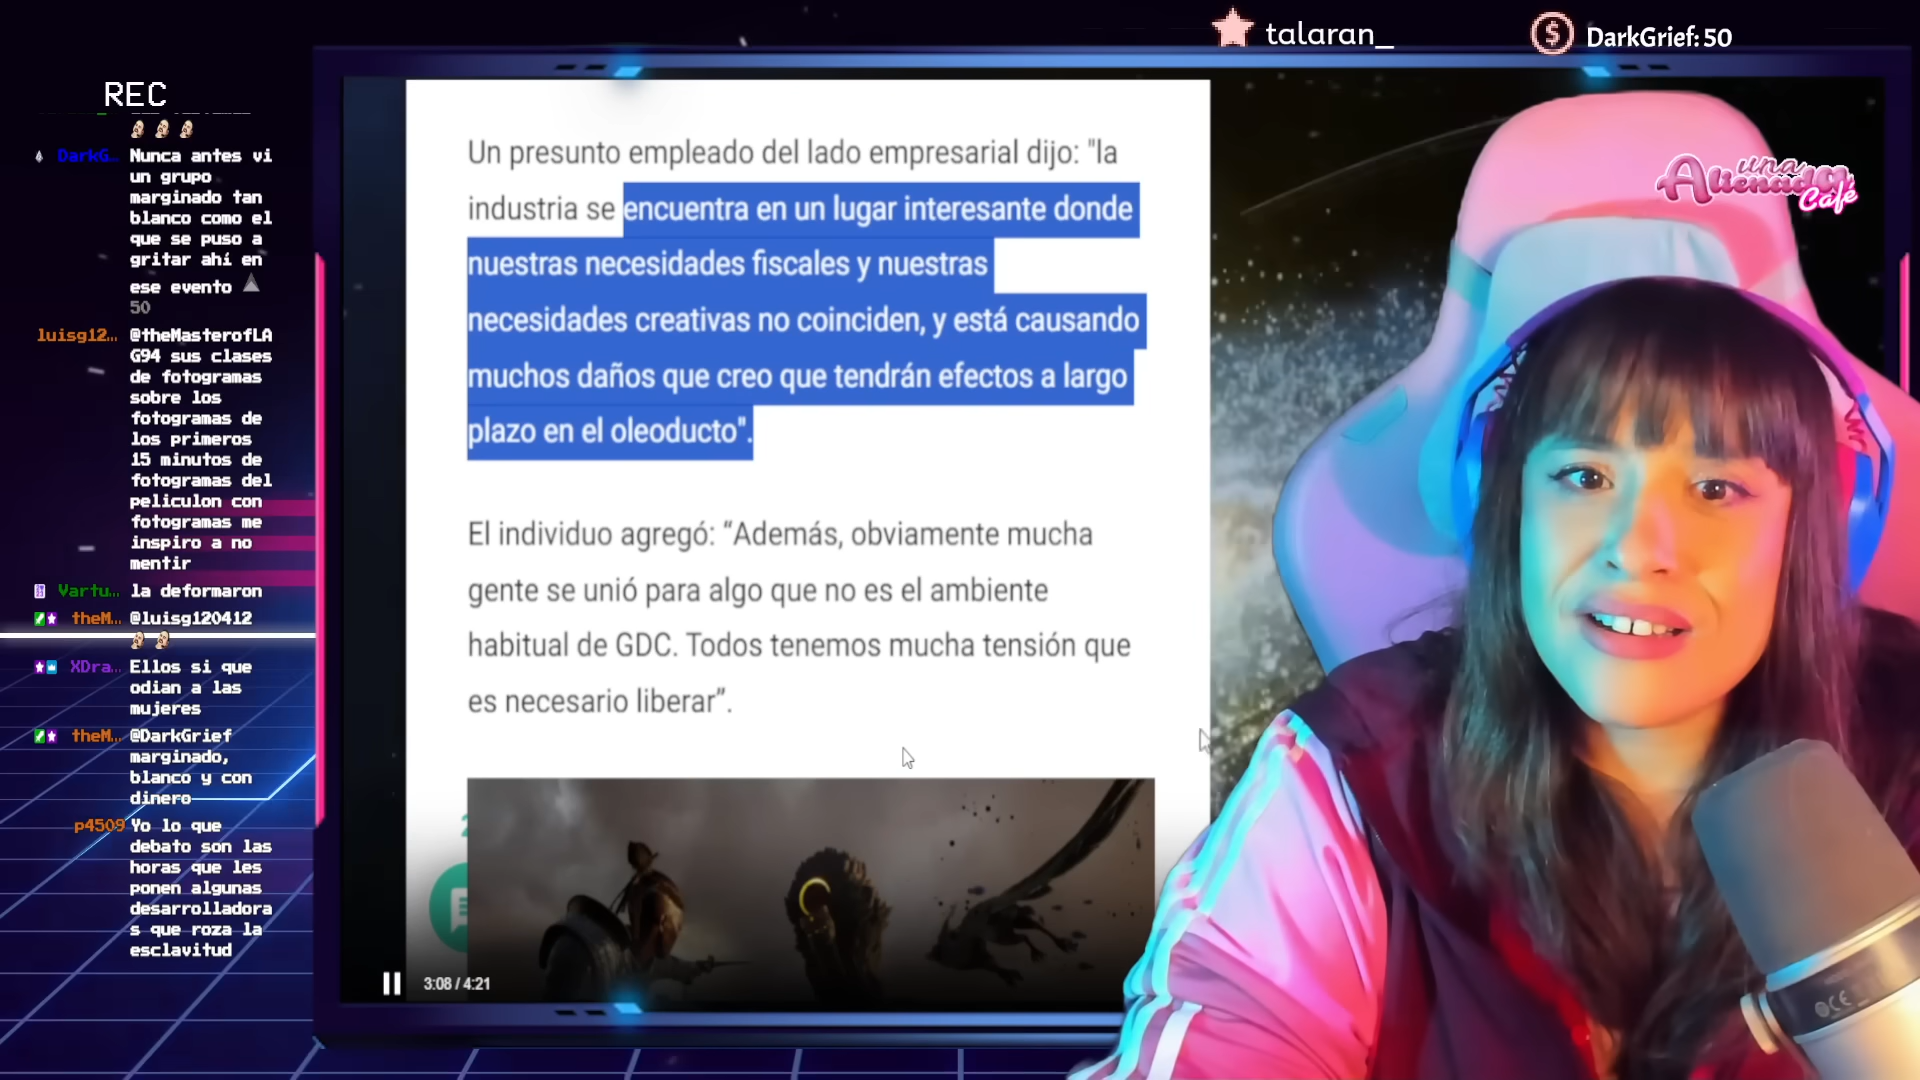 talaran_
DarkGrief: 50
REC
DarkG... Nunca antes vi
un grupo
marginado tan
blanco como el
que se puso a
gritar ahí en
ese evento
50
luisg12... @theMasterofLA
G94 sus clases
de fotogramas
sobre los
fotogramas de
los primeros
15 minutos de
fotogramas del
peliculon con
fotogramas me
inspiro a no
mentir
Vartu... la deformaron
theM... @luisg120412
XDra... Ellos si que
odian a las
mujeres
theM... @DarkGrief
marginado,
blanco y con
dinero
p4509 Yo lo que
debato son las
horas que les
ponen algunas
desarrolladora
s que roza la
esclavitud
Un presunto empleado del lado empresarial dijo: "la
industria se encuentra en un lugar interesante donde
nuestras necesidades fiscales y nuestras
necesidades creativas no coinciden, y está causando
muchos daños que creo que tendrán efectos a largo
plazo en el oleoducto".
El individuo agregó: “Además, obviamente mucha
gente se unió para algo que no es el ambiente
habitual de GDC. Todos tenemos mucha tensión que
es necesario liberar”.
3:08 / 4:21
una
Alienada
Café